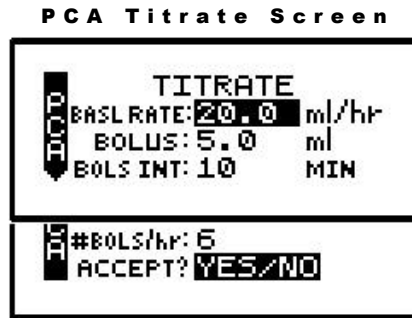 PCA Titrate Screen
TITRATE
PCA
BASL RATE: 20.0 ml/hr
BOLUS: 5.0 ml
BOLS INT: 10 MIN
#BOLS/hr: 6
ACCEPT? YES/NO